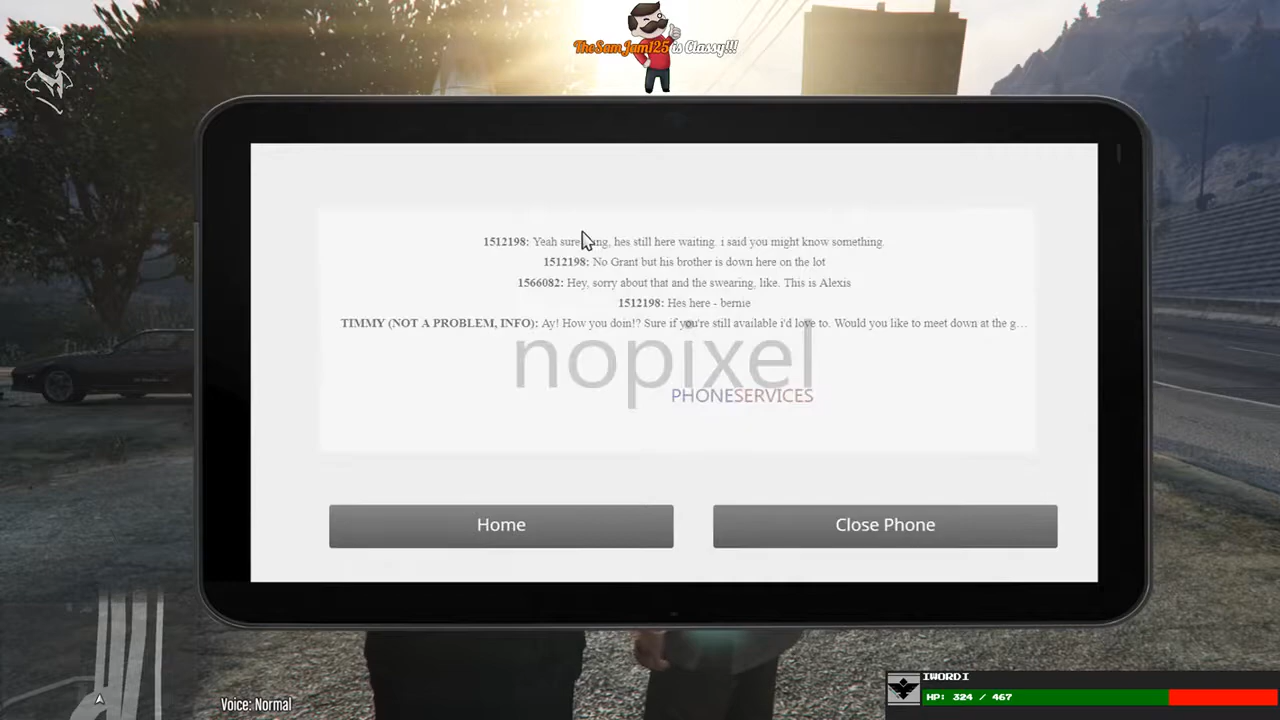 TheSamJam125 is Classy!!!
1512198: Yeah sure ng, hes still here waiting. i said you might know something.
1512198: No Grant but his brother is down here on the lot
1566082: Hey, sorry about that and the swearing, like. This is Alexis
1512198: Hes here - bernie
TIMMY (NOT A PROBLEM, INFO): Ay! How you doin!? Sure if you're still available i'd love to. Would you like to meet down at the g…
nopixel
PHONESERVICES
Home
Close Phone
IWORDI
HP: 324 / 467
Voice: Normal